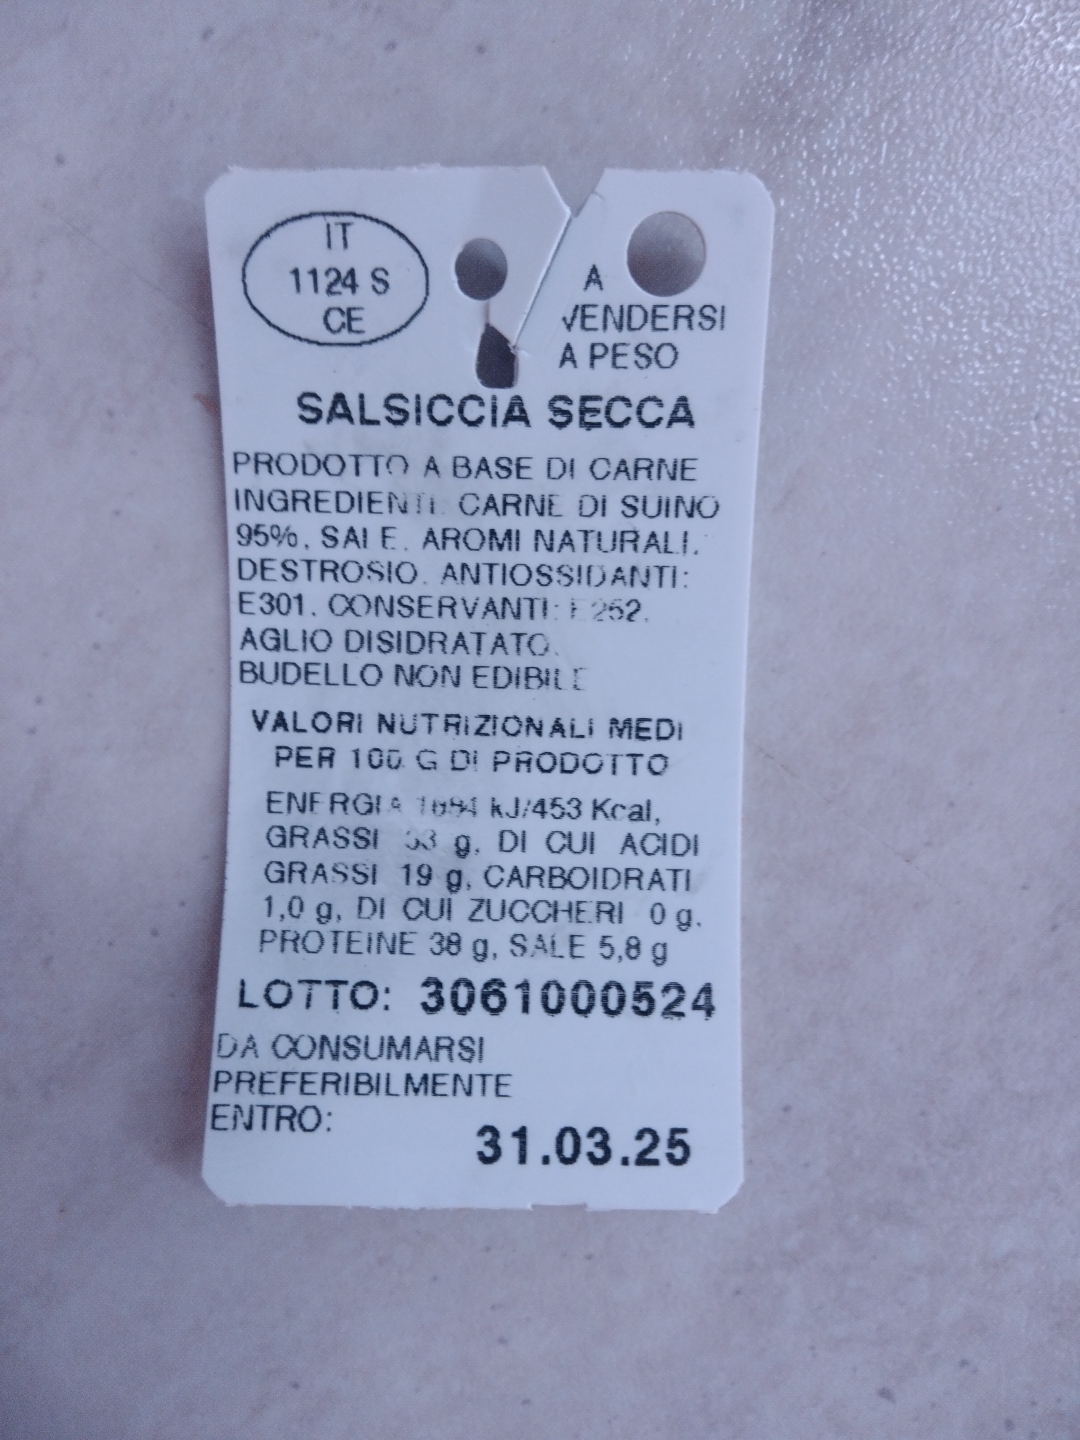 IT
1124 S
CE
A
VENDERSI
A PESO
SALSICCIA SECCA
PRODOTTO A BASE DI CARNE
INGREDIENTI: CARNE DI SUINO
95%, SALE, AROMI NATURALI,
DESTROSIO, ANTIOSSIDANTI:
E301, CONSERVANTI: E252,
AGLIO DISIDRATATO.
BUDELLO NON EDIBILE
VALORI NUTRIZIONALI MEDI
PER 100 G DI PRODOTTO
ENERGIA kJ/453 Kcal,
GRASSI 33 g, DI CUI ACIDI
GRASSI 19 g, CARBOIDRATI
1,0 g, DI CUI ZUCCHERI 0 g,
PROTEINE 38 g, SALE 5,8 g
LOTTO: 3061000524
DA CONSUMARSI
PREFERIBILMENTE
ENTRO:
31.03.25